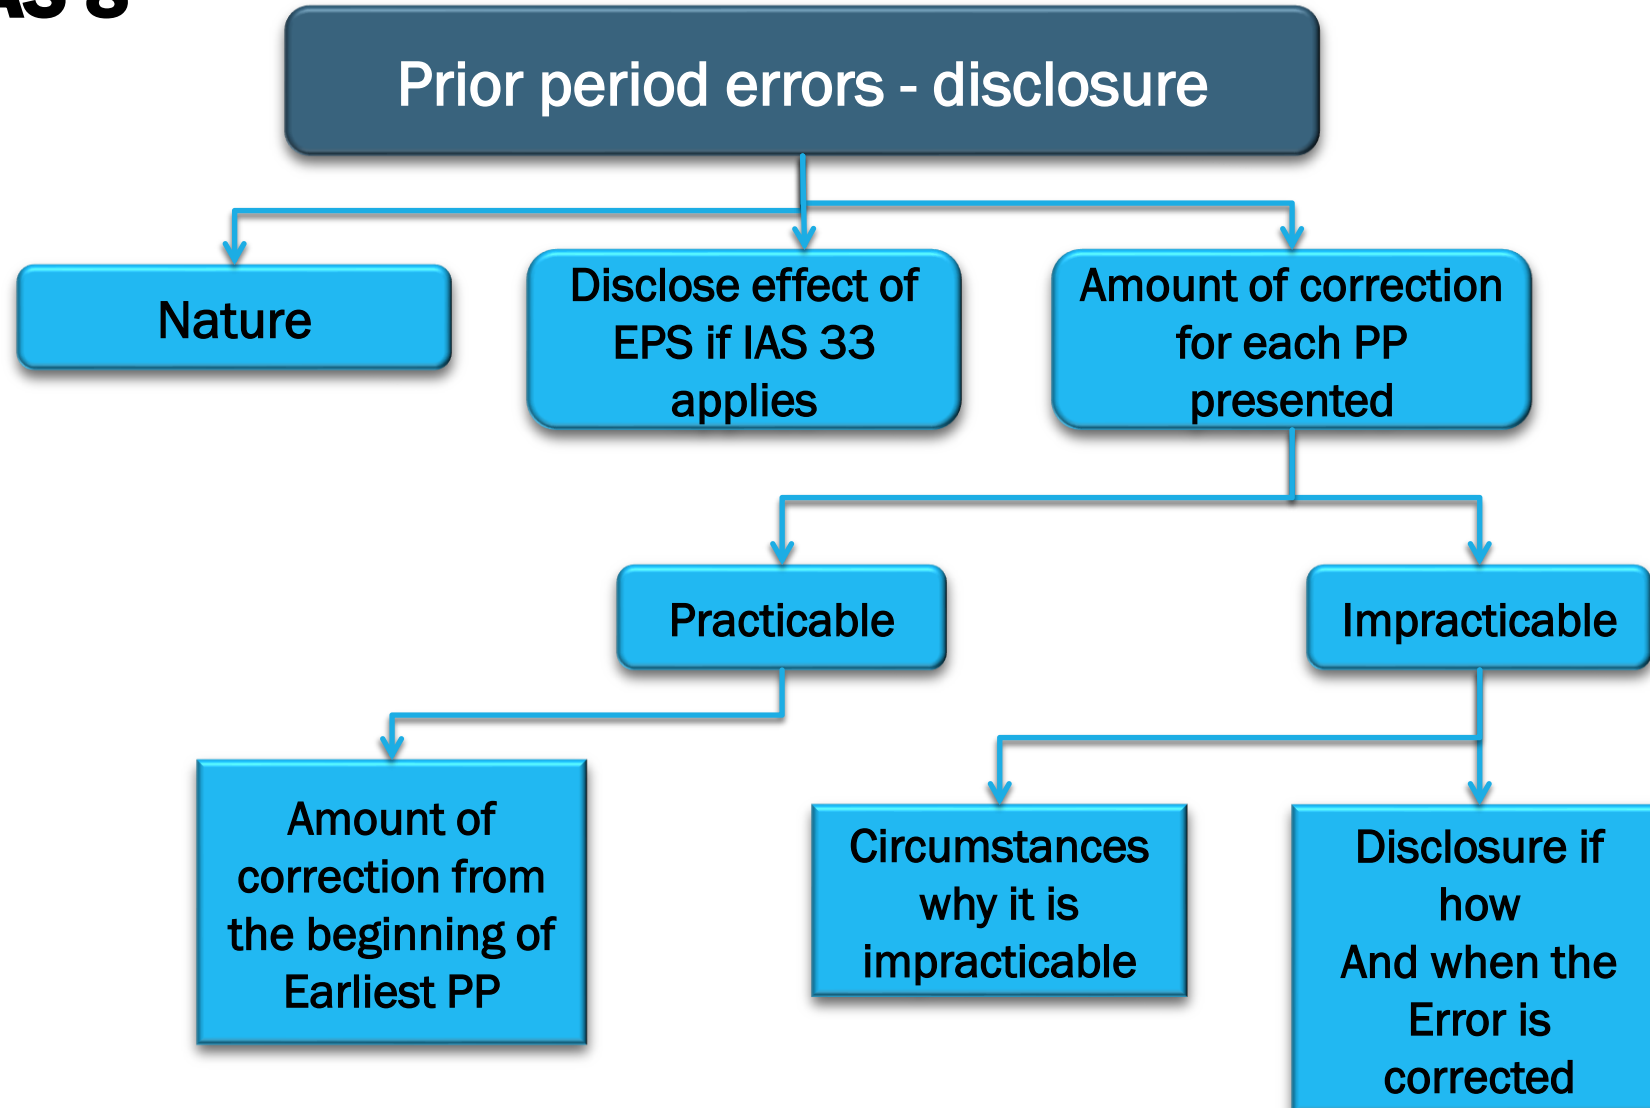 IAS 8
Prior period errors - disclosure
Nature
Disclose effect of
EPS if IAS 33
applies
Amount of correction
for each PP
presented
Practicable
Impracticable
Amount of
correction from
the beginning of
Earliest PP
Circumstances
why it is
impracticable
Disclosure if
how
And when the
Error is
corrected